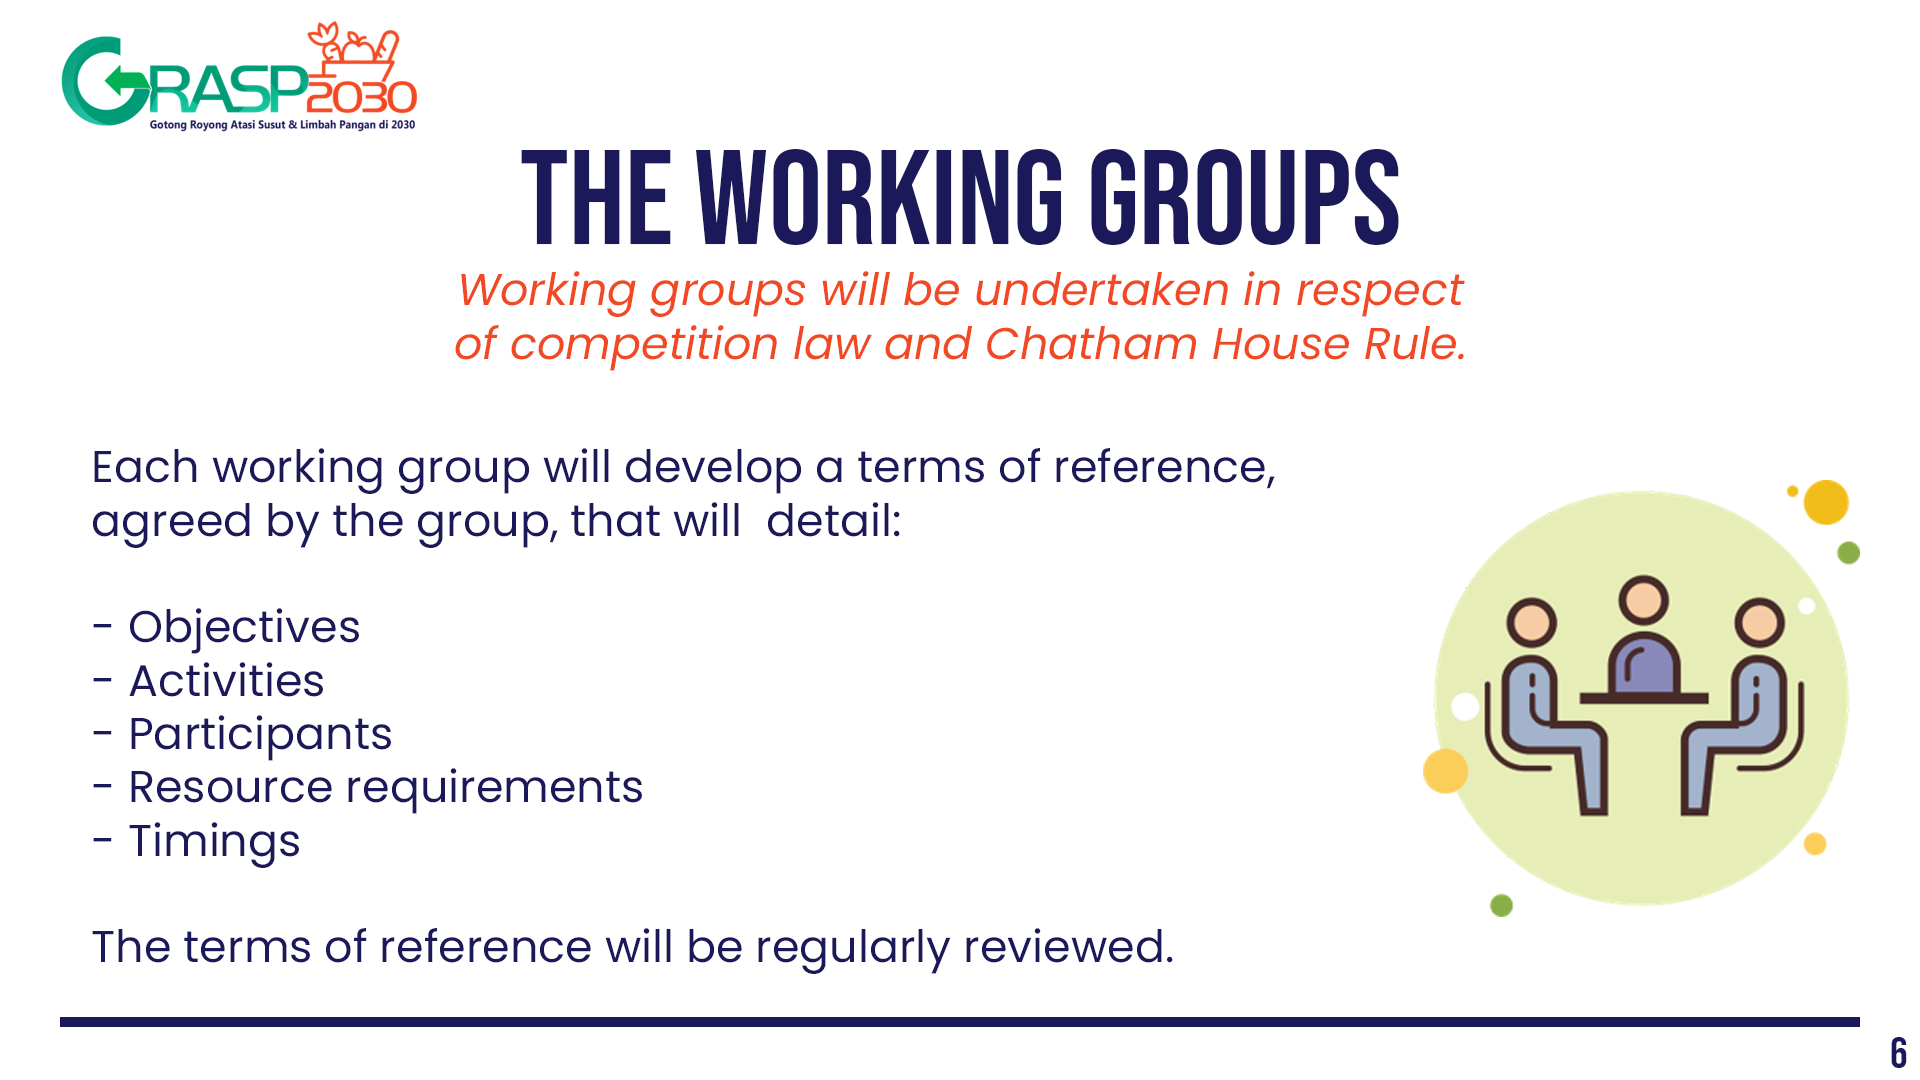 GRASP
2030
Gotong Royong Atasi Susut & Limbah Pangan di 2030
THE WORKING GROUPS
Working groups will be undertaken in respect
of competition law and Chatham House Rule.
Each working group will develop a terms of reference,
agreed by the group, that will  detail:
- Objectives
- Activities
- Participants
- Resource requirements
- Timings
The terms of reference will be regularly reviewed.
6